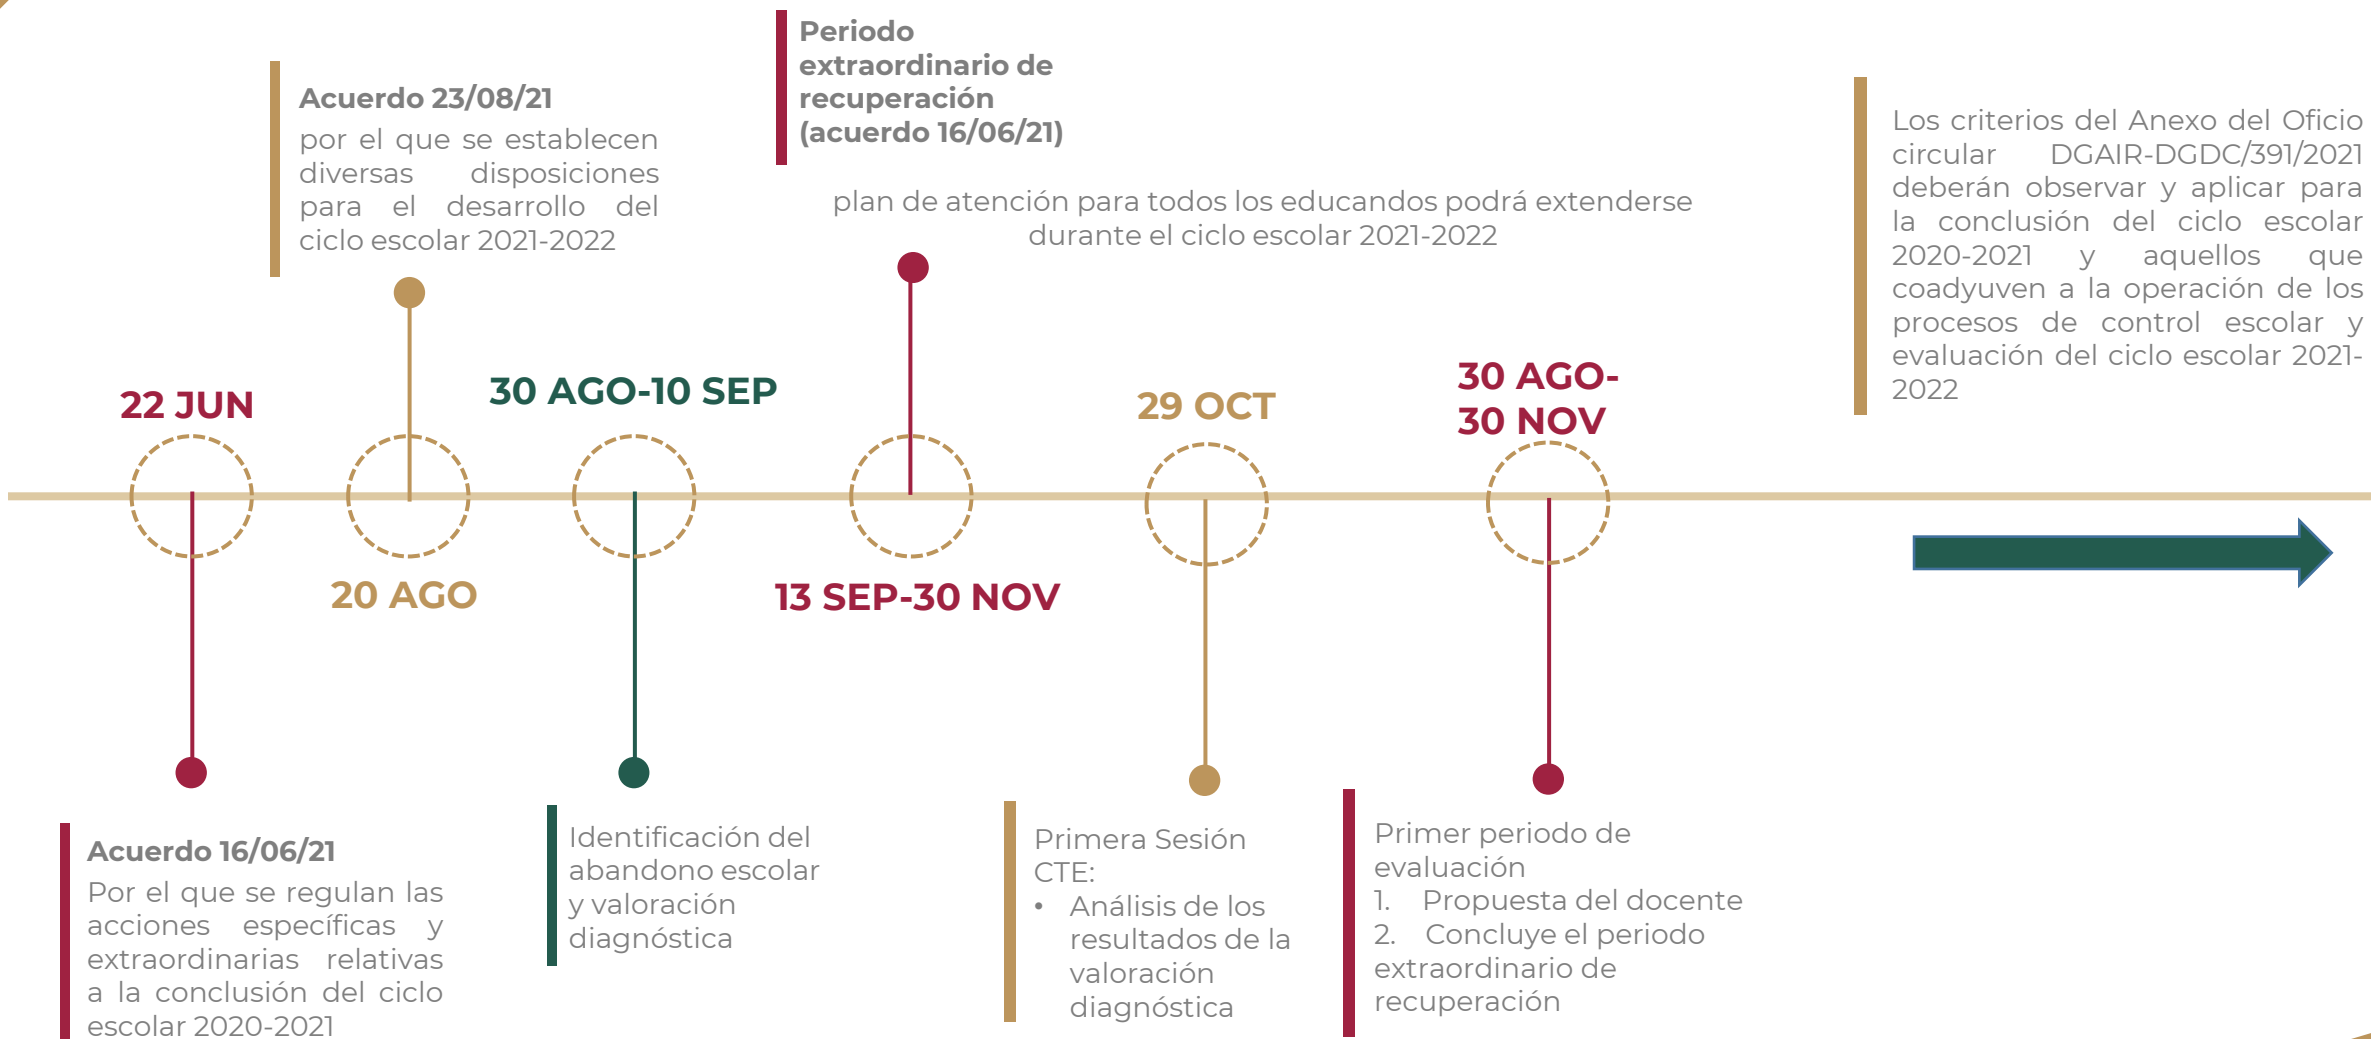 Periodo
extraordinario de
recuperación
(acuerdo 16/06/21)
plan de atención para todos los educandos podrá extenderse
durante el ciclo escolar 2021-2022
Acuerdo 23/08/21
por el que se establecen
diversas disposiciones
para el desarrollo del
ciclo escolar 2021-2022
Los criterios del Anexo del Oficio
circular DGAIR-DGDC/391/2021
deberán observar y aplicar para
la conclusión del ciclo escolar
2020-2021 y aquellos que
coadyuven a la operación de los
procesos de control escolar y
evaluación del ciclo escolar 2021-
2022
22 JUN
20 AGO
30 AGO-10 SEP
13 SEP-30 NOV
29 OCT
30 AGO-
30 NOV
Acuerdo 16/06/21
Por el que se regulan las
acciones específicas y
extraordinarias relativas
a la conclusión del ciclo
escolar 2020-2021
Identificación del
abandono escolar
y valoración
diagnóstica
Primera Sesión
CTE:
• Análisis de los
resultados de la
valoración
diagnóstica
Primer periodo de
evaluación
1. Propuesta del docente
2. Concluye el periodo
extraordinario de
recuperación